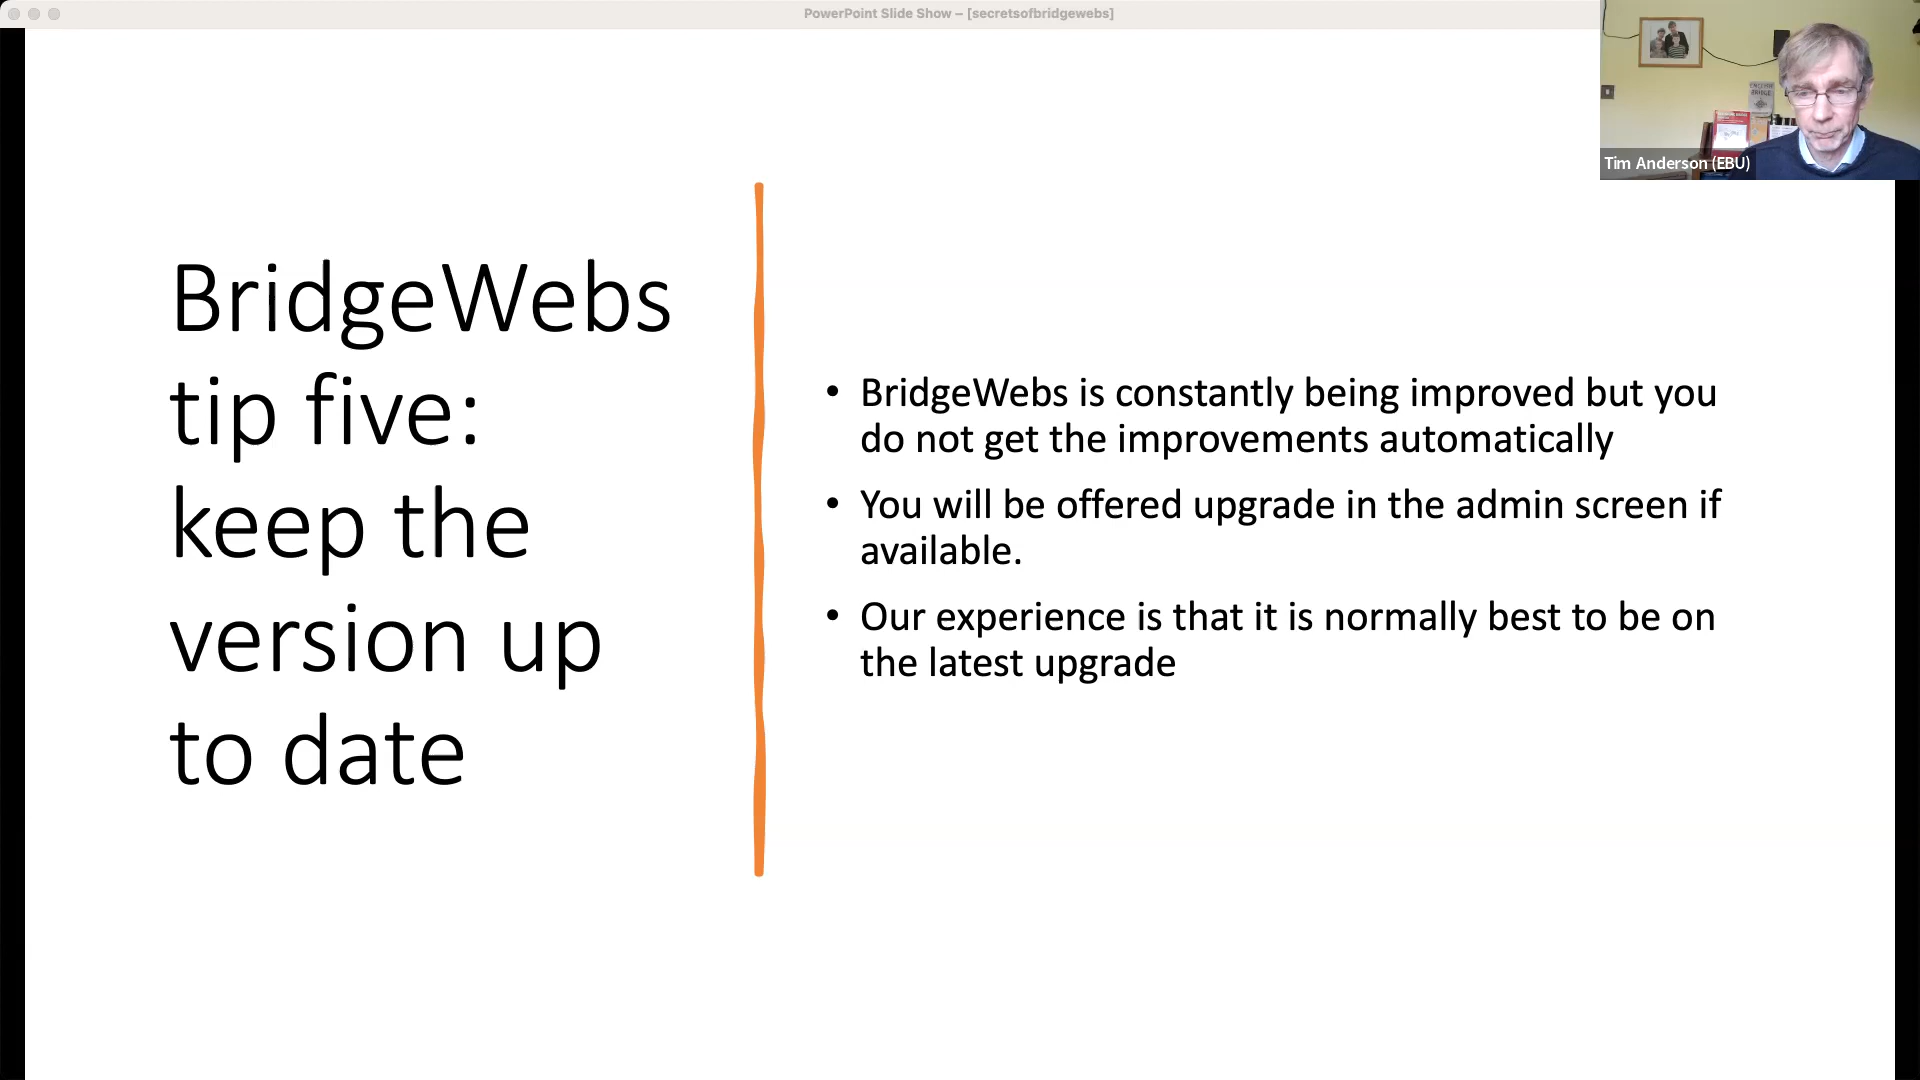 PowerPoint Slide Show – [secretsofbridgewebs]
Tim Anderson (EBU)
BridgeWebs
tip five:
keep the
version up
to date
• BridgeWebs is constantly being improved but you
do not get the improvements automatically
• You will be offered upgrade in the admin screen if
available.
• Our experience is that it is normally best to be on
the latest upgrade